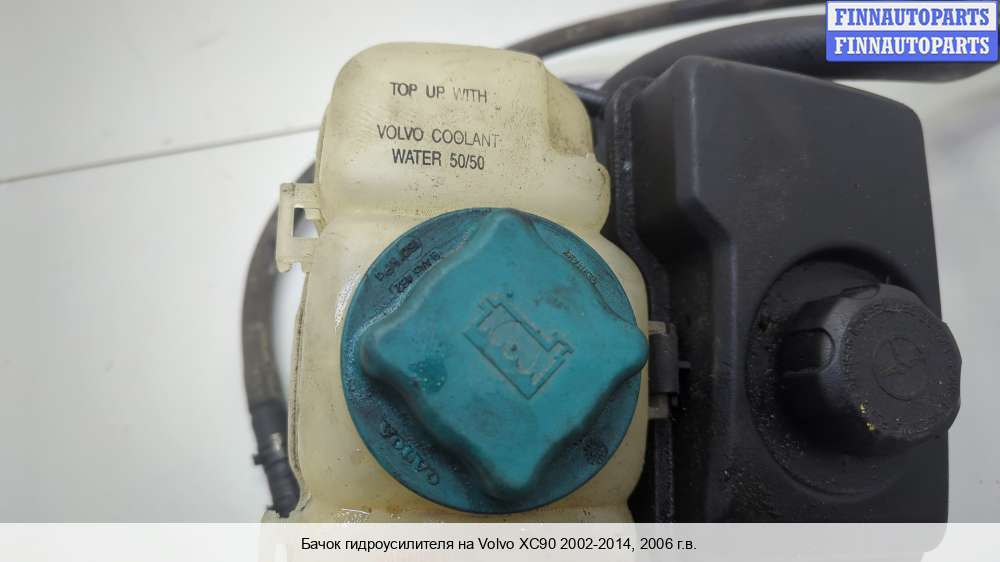 FINNAUTOPARTS
FINNAUTOPARTS
TOP UP WITH
VOLVO COOLANT
WATER 50/50
Бачок гидроусилителя на Volvo XC90 2002-2014, 2006 г.в.